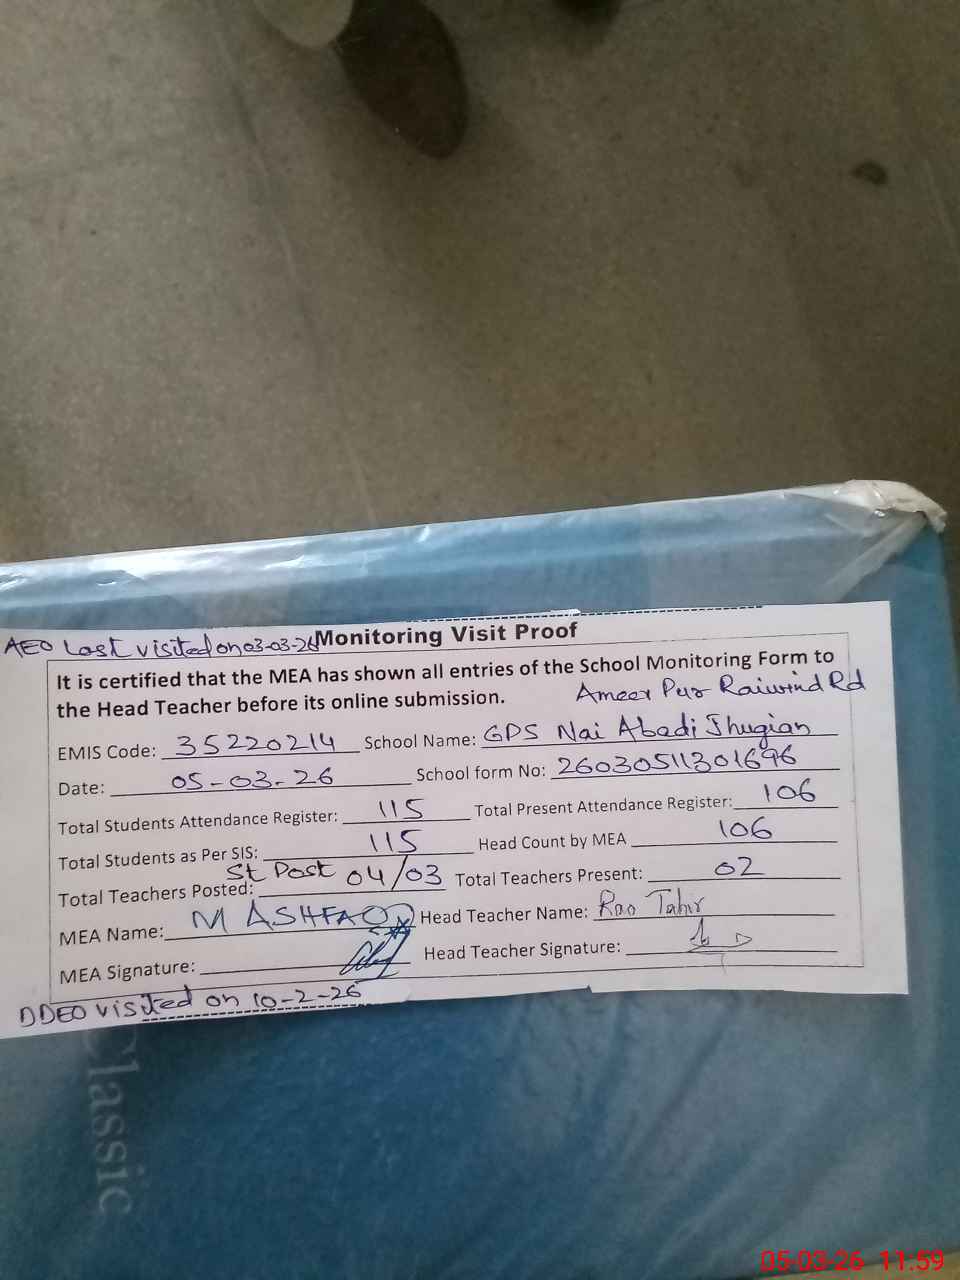 AEO Last visited on 03-03-26 Monitoring Visit Proof
It is certified that the MEA has shown all entries of the School Monitoring Form to
the Head Teacher before its online submission. Ameer Pur Raiwind Rd
EMIS Code: 35220214 School Name: GPS Nai Abadi Jhugian
Date: 05-03-26 School form No: 26030511301696
Total Students Attendance Register: 115 Total Present Attendance Register: 106
Total Students as Per SIS: 115 Head Count by MEA 106
St Post
Total Teachers Posted: 04/03 Total Teachers Present: 02
MEA Name: M ASHFAQ Head Teacher Name: Rao Tahir
MEA Signature: Head Teacher Signature:
DDEO visited on 10-2-26
Classic
05-03-26 11:59